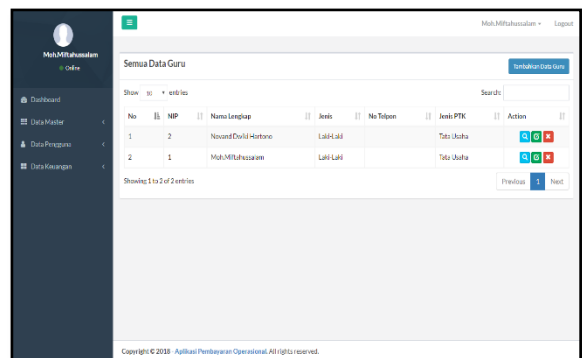 Moh.Miftahussalam
Logout
Moh.Miftahussalam
Online
Dashboard
Data Master
Data Pengguna
Data Keuangan
Semua Data Guru
Tambahkan Data Guru
Show 10 entries
Search:
No NIP Nama Lengkap Jenis No Telpon Jenis PTK Action
1 2 Novand Dwiki Hartono Laki-Laki Tata Usaha
2 1 Moh.Miftahussalam Laki-Laki Tata Usaha
Showing 1 to 2 of 2 entries
Previous 1 Next
Copyright © 2018 - Aplikasi Pembayaran Operasional. All rights reserved.